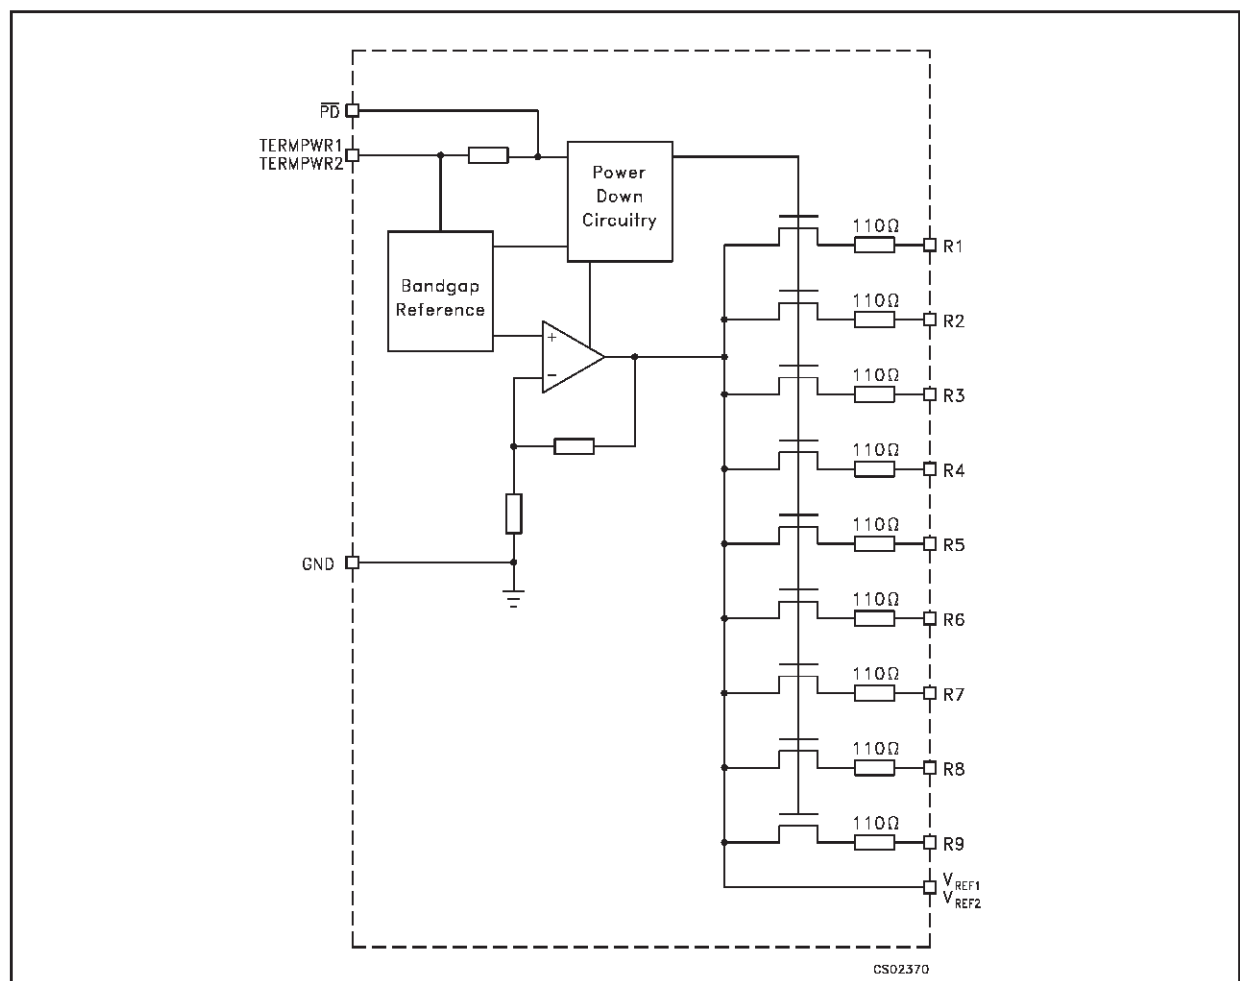 PD
TERMPWR1
TERMPWR2
Power
Down
Circuitry
Bandgap
Reference
+
−
GND
110Ω
R1
110Ω
R2
110Ω
R3
110Ω
R4
110Ω
R5
110Ω
R6
110Ω
R7
110Ω
R8
110Ω
R9
VREF1
VREF2
CS02370